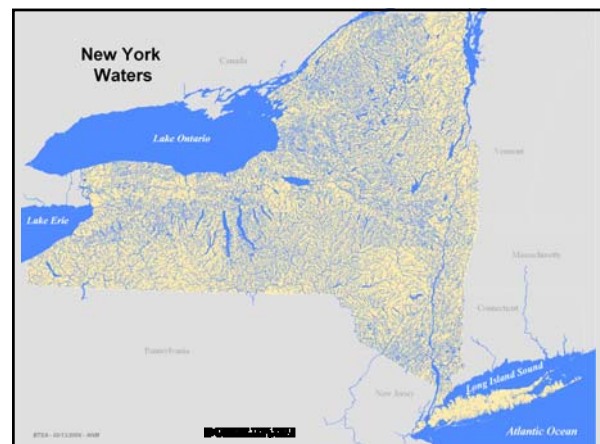 New York
Waters
Canada
Lake Ontario
Vermont
Lake Erie
Massachusetts
Connecticut
Pennsylvania
Long Island Sound
New Jersey
Atlantic Ocean